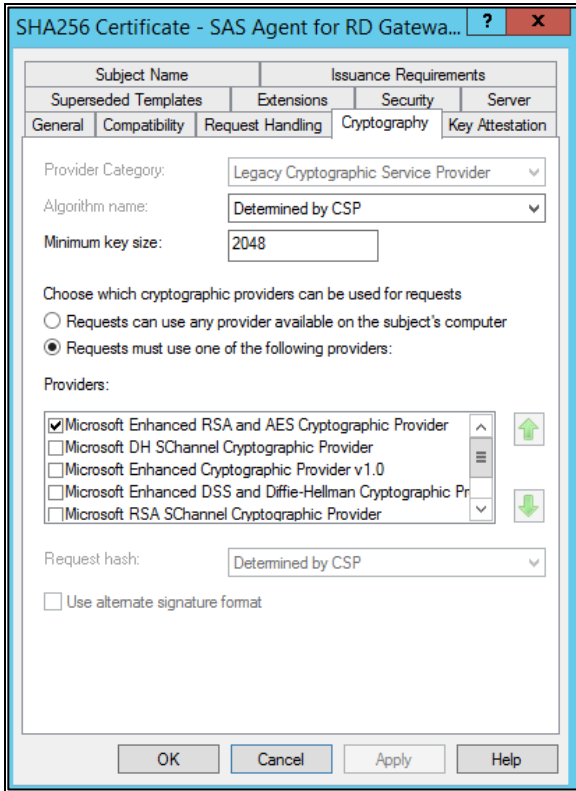 SHA256 Certificate - SAS Agent for RD Gatewa... ? x
Subject Name Issuance Requirements
Superseded Templates Extensions Security Server
General Compatibility Request Handling Cryptography Key Attestation
Provider Category: Legacy Cryptographic Service Provider
Algorithm name: Determined by CSP
Minimum key size: 2048
Choose which cryptographic providers can be used for requests
Requests can use any provider available on the subject's computer
Requests must use one of the following providers:
Providers:
Microsoft Enhanced RSA and AES Cryptographic Provider
Microsoft DH SChannel Cryptographic Provider
Microsoft Enhanced Cryptographic Provider v1.0
Microsoft Enhanced DSS and Diffie-Hellman Cryptographic Pr
Microsoft RSA SChannel Cryptographic Provider
Request hash: Determined by CSP
Use alternate signature format
OK Cancel Apply Help